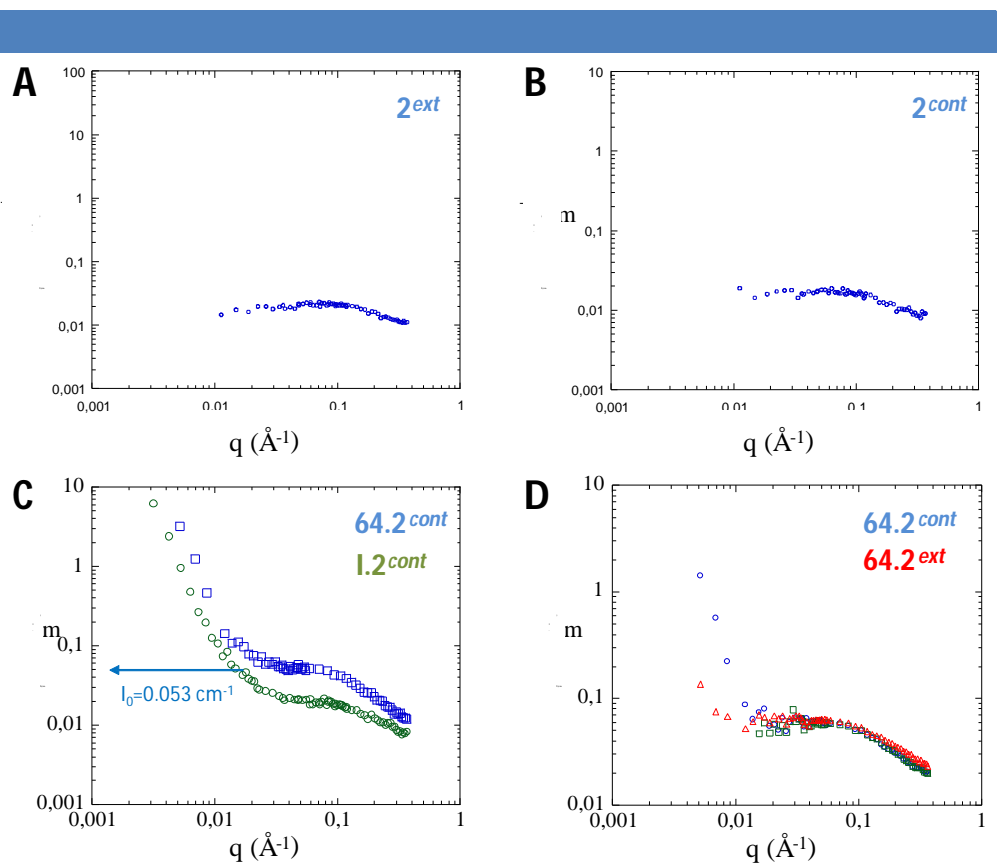 A
2ext
100
10
1
0,1
0,01
0,001
0,001
0,01
0,1
1
q (Å-1)
B
2cont
m
10
1
0,1
0,01
0,001
0,001
0,01
0,1
1
q (Å-1)
C
64.2cont
I.2cont
m
10
1
0,1
0,01
0,001
I0=0.053 cm-1
0,001
0,01
0,1
1
q (Å-1)
D
64.2cont
64.2ext
m
10
1
0,1
0,01
0,001
0,01
0,1
1
q (Å-1)